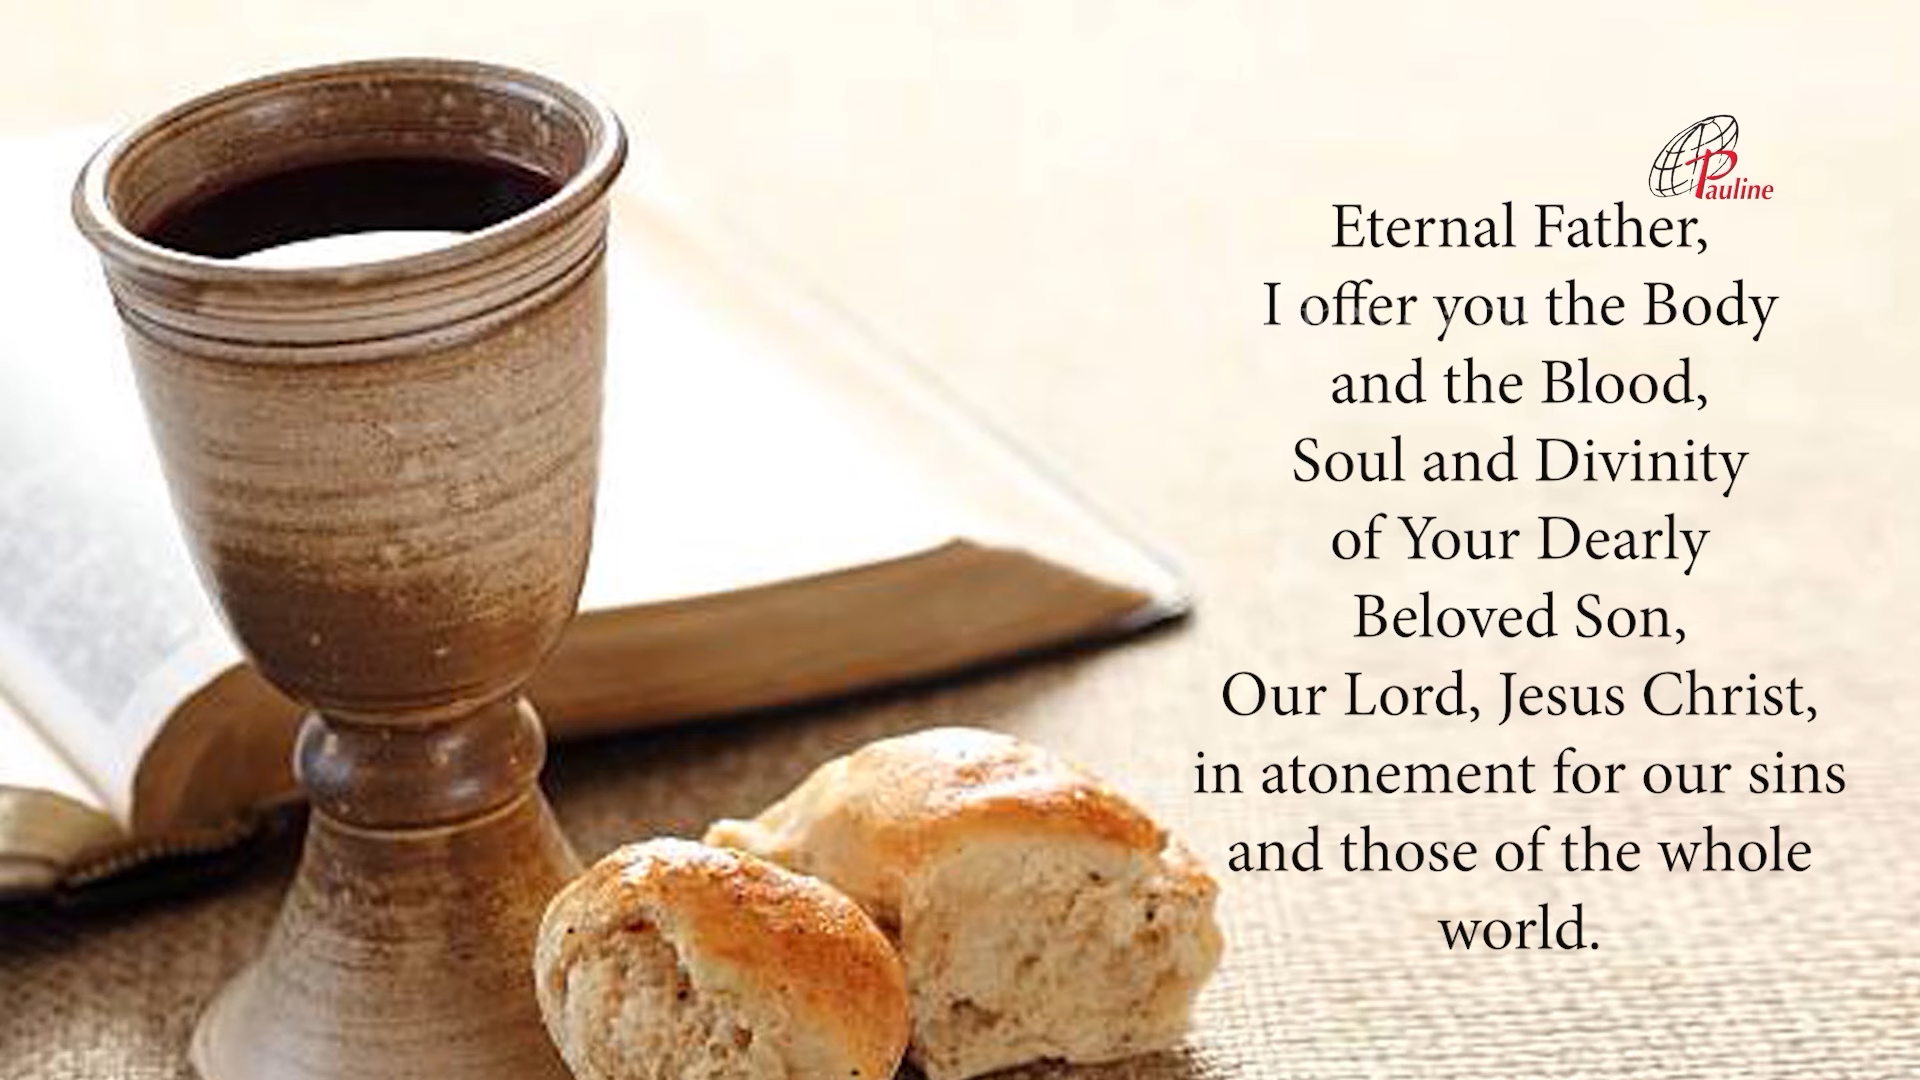 Pauline
Eternal Father,
I offer you the Body
and the Blood,
Soul and Divinity
of Your Dearly
Beloved Son,
Our Lord, Jesus Christ,
in atonement for our sins
and those of the whole
world.